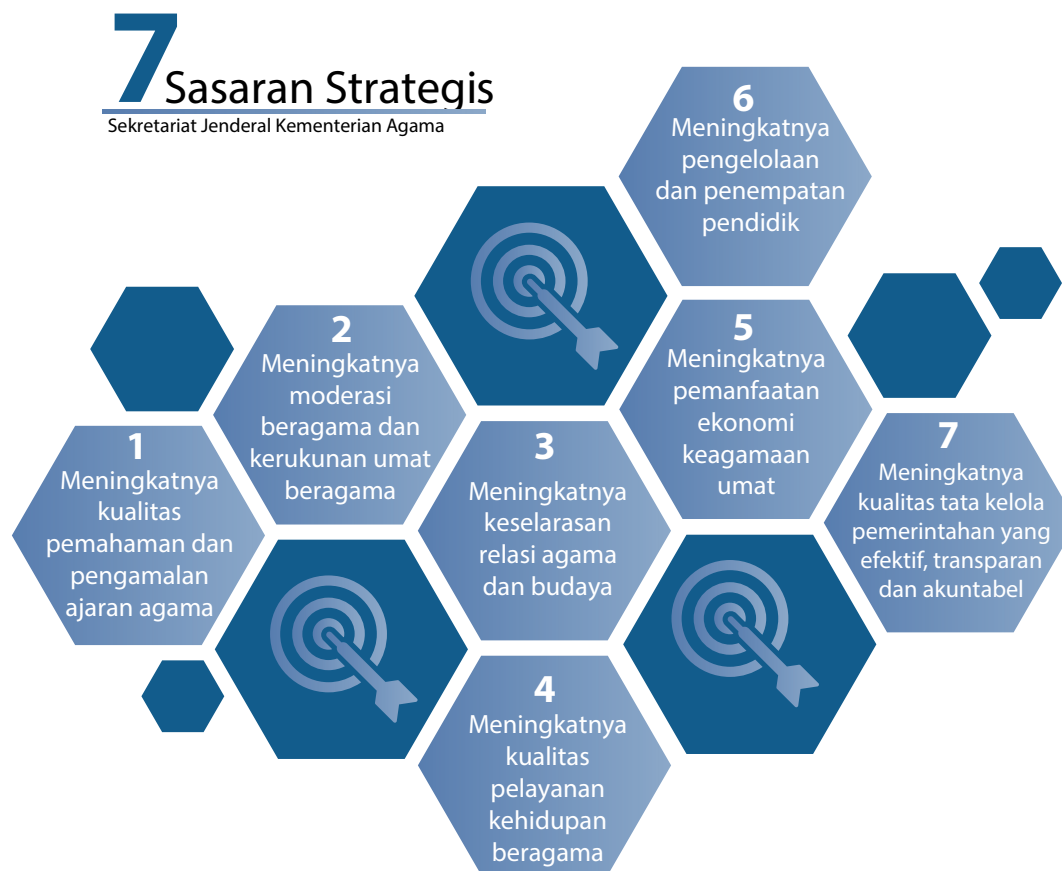 7 Sasaran Strategis
Sekretariat Jenderal Kementerian Agama
1
Meningkatnya
kualitas
pemahaman dan
pengamalan
ajaran agama
2
Meningkatnya
moderasi
beragama dan
kerukunan umat
beragama
3
Meningkatnya
keselarasan
relasi agama
dan budaya
4
Meningkatnya
kualitas
pelayanan
kehidupan
beragama
5
Meningkatnya
pemanfaatan
ekonomi
keagamaan
umat
6
Meningkatnya
pengelolaan
dan penempatan
pendidik
7
Meningkatnya
kualitas tata kelola
pemerintahan yang
efektif, transparan
dan akuntabel